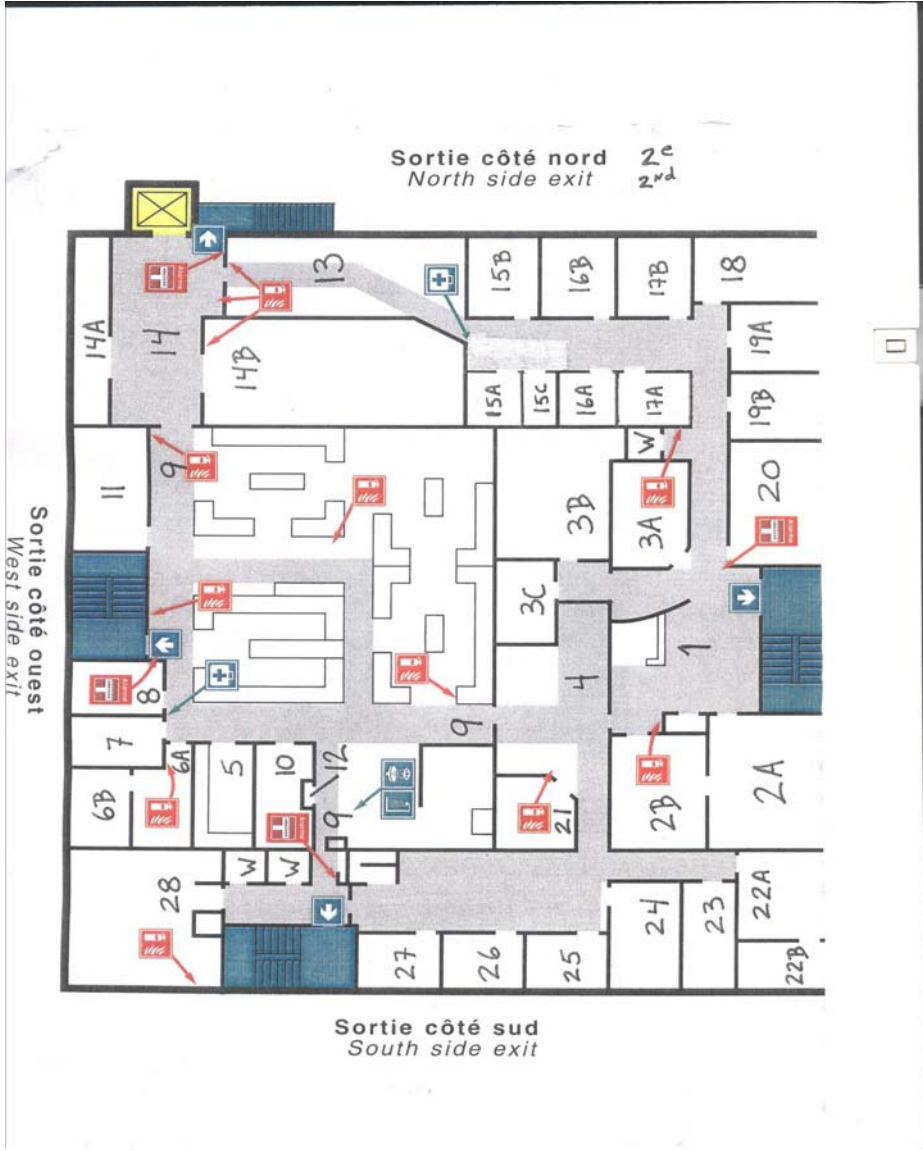 Sortie côté nord 2e
North side exit 2nd
13
15B
16B
17B
18
14A
14
14B
15A
15C
16A
17A
19A
19B
11
9
W
3A
3B
20
3C
1
4
8
9
7
6A
6B
5
10
12
9
21
2B
2A
28
W
W
27
26
25
24
23
22A
22B
Sortie côté ouest
West side exit
Sortie côté sud
South side exit